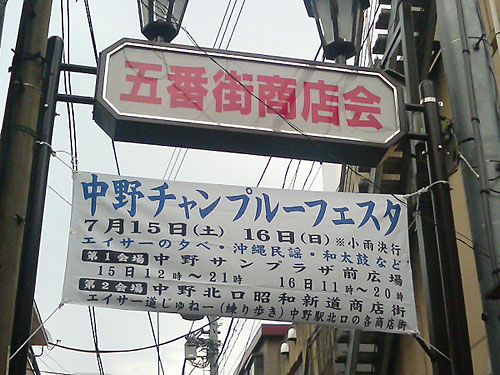 五番街商店会
中野チャンプルーフェスタ
7月15日(土) 16日(日) ※小雨決行
エイサーの夕べ・沖縄民謡・和太鼓など
第1会場 中野サンプラザ前広場
15日12時〜21時 16日11時〜20時
第2会場 中野北口昭和新道商店街
エイサー道じゅねー(練り歩き)中野駅北口の各商店街